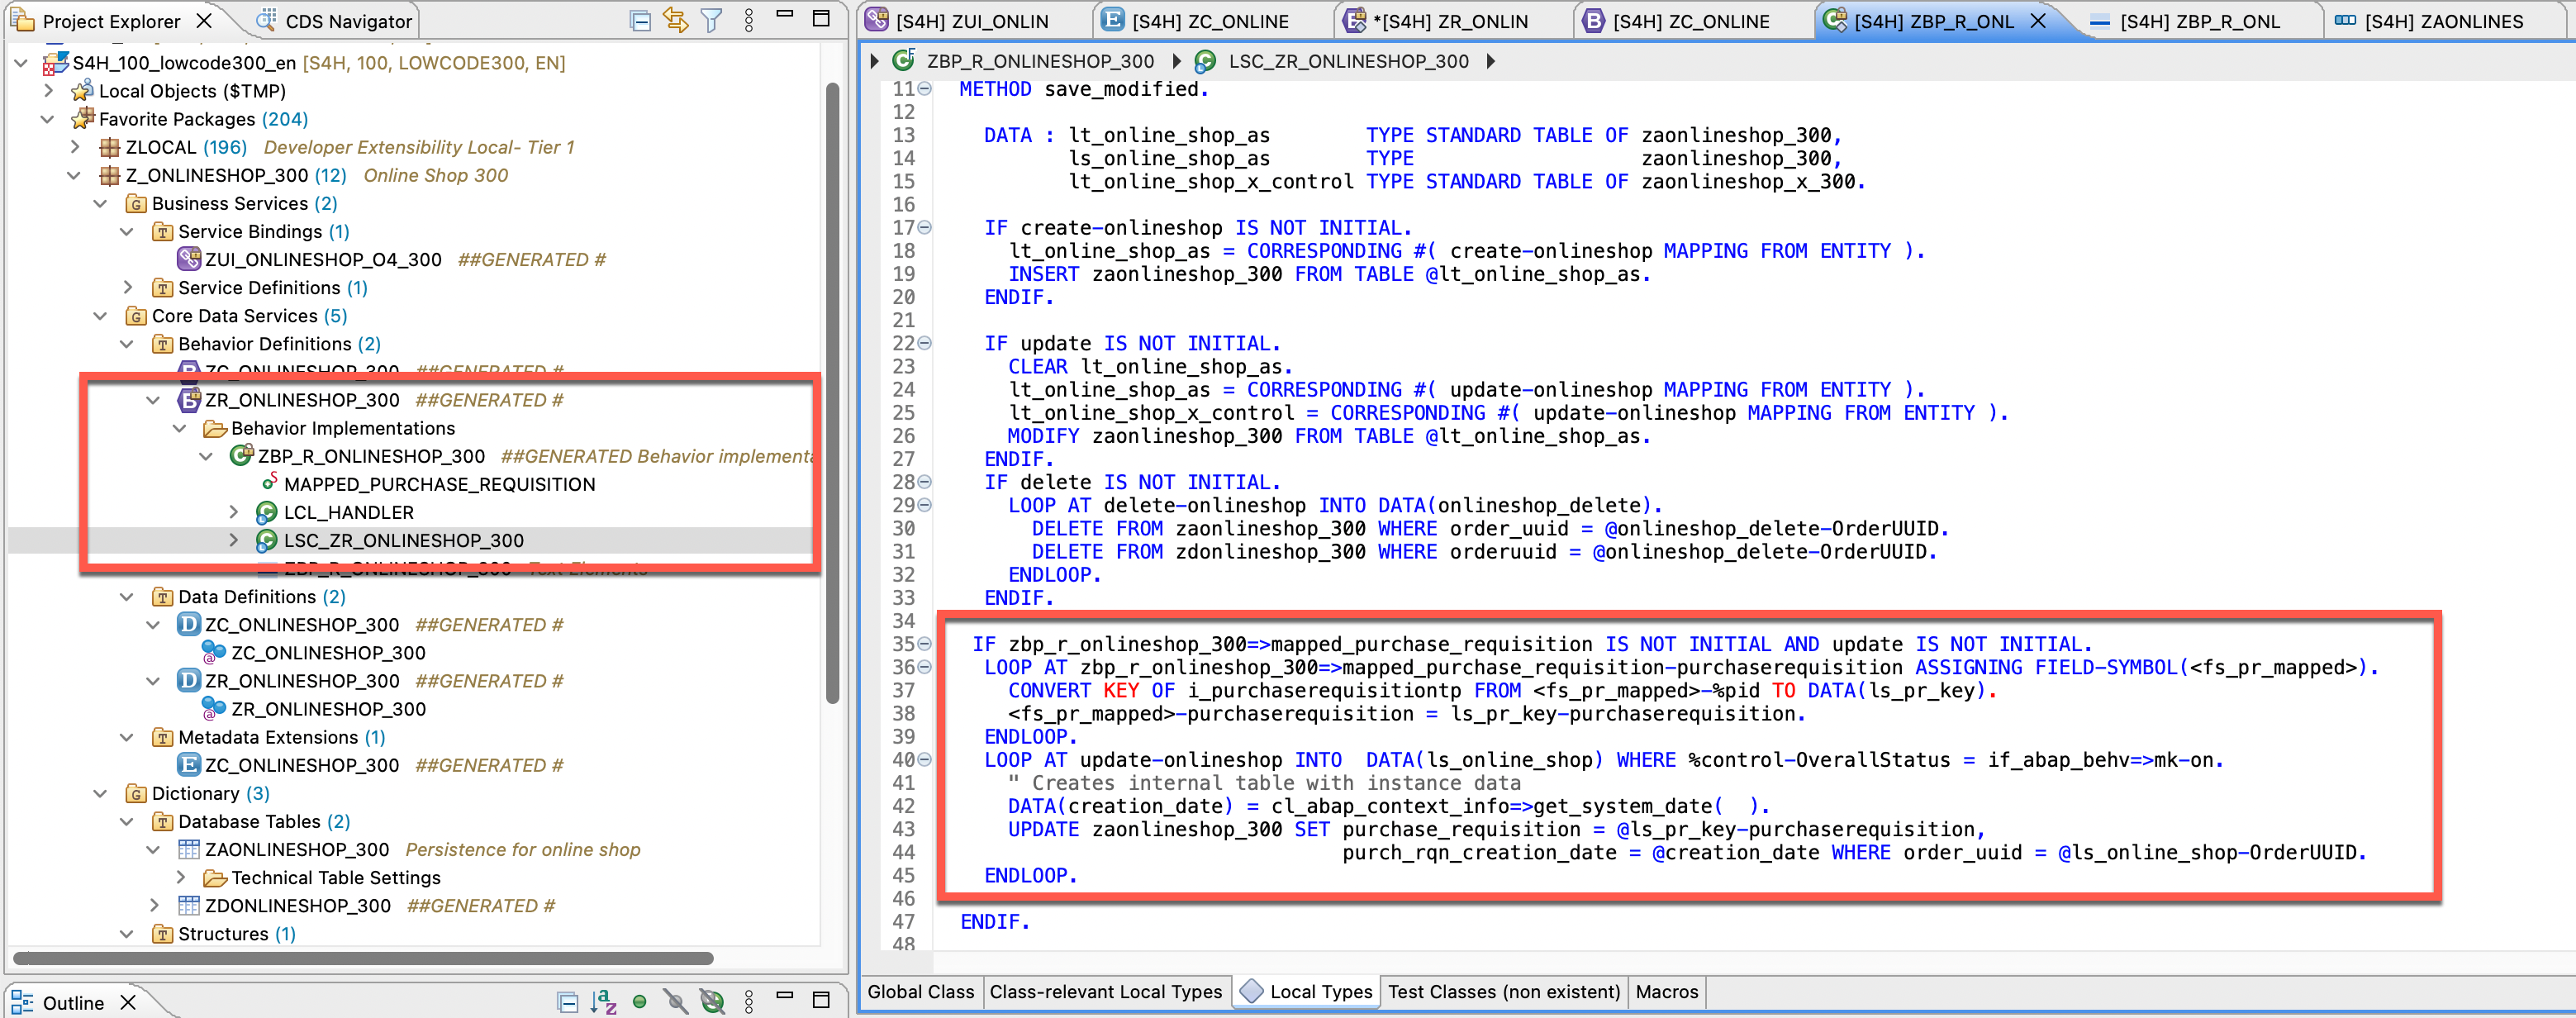 Project Explorer
CDS Navigator
S4H_100_lowcode300_en [S4H, 100, LOWCODE300, EN]
Local Objects ($TMP)
Favorite Packages (204)
ZLOCAL (196) Developer Extensibility Local- Tier 1
Z_ONLINESHOP_300 (12) Online Shop 300
Business Services (2)
Service Bindings (1)
ZUI_ONLINESHOP_O4_300 ##GENERATED #
Service Definitions (1)
Core Data Services (5)
Behavior Definitions (2)
ZC_ONLINESHOP_300 ##GENERATED #
ZR_ONLINESHOP_300 ##GENERATED #
Behavior Implementations
ZBP_R_ONLINESHOP_300 ##GENERATED Behavior implementa
MAPPED_PURCHASE_REQUISITION
LCL_HANDLER
LSC_ZR_ONLINESHOP_300
ZBP_R_ONLINESHOP_300 Text Elements
Data Definitions (2)
ZC_ONLINESHOP_300 ##GENERATED #
ZC_ONLINESHOP_300
ZR_ONLINESHOP_300 ##GENERATED #
ZR_ONLINESHOP_300
Metadata Extensions (1)
ZC_ONLINESHOP_300 ##GENERATED #
Dictionary (3)
Database Tables (2)
ZAONLINESHOP_300 Persistence for online shop
Technical Table Settings
ZDONLINESHOP_300 ##GENERATED #
Structures (1)
Outline
[S4H] ZUI_ONLIN
[S4H] ZC_ONLINE
*[S4H] ZR_ONLIN
[S4H] ZC_ONLINE
[S4H] ZBP_R_ONL
[S4H] ZBP_R_ONL
[S4H] ZAONLINES
ZBP_R_ONLINESHOP_300 LSC_ZR_ONLINESHOP_300
11 METHOD save_modified.
12
13 DATA : lt_online_shop_as TYPE STANDARD TABLE OF zaonlineshop_300,
14 ls_online_shop_as TYPE zaonlineshop_300,
15 lt_online_shop_x_control TYPE STANDARD TABLE OF zaonlineshop_x_300.
16
17 IF create-onlineshop IS NOT INITIAL.
18 lt_online_shop_as = CORRESPONDING #( create-onlineshop MAPPING FROM ENTITY ).
19 INSERT zaonlineshop_300 FROM TABLE @lt_online_shop_as.
20 ENDIF.
21
22 IF update IS NOT INITIAL.
23 CLEAR lt_online_shop_as.
24 lt_online_shop_as = CORRESPONDING #( update-onlineshop MAPPING FROM ENTITY ).
25 lt_online_shop_x_control = CORRESPONDING #( update-onlineshop MAPPING FROM ENTITY ).
26 MODIFY zaonlineshop_300 FROM TABLE @lt_online_shop_as.
27 ENDIF.
28 IF delete IS NOT INITIAL.
29 LOOP AT delete-onlineshop INTO DATA(onlineshop_delete).
30 DELETE FROM zaonlineshop_300 WHERE order_uuid = @onlineshop_delete-OrderUUID.
31 DELETE FROM zdonlineshop_300 WHERE orderuuid = @onlineshop_delete-OrderUUID.
32 ENDLOOP.
33 ENDIF.
34
35 IF zbp_r_onlineshop_300=>mapped_purchase_requisition IS NOT INITIAL AND update IS NOT INITIAL.
36 LOOP AT zbp_r_onlineshop_300=>mapped_purchase_requisition-purchaserequisition ASSIGNING FIELD-SYMBOL(<fs_pr_mapped>).
37 CONVERT KEY OF i_purchaserequisitiontp FROM <fs_pr_mapped>-%pid TO DATA(ls_pr_key).
38 <fs_pr_mapped>-purchaserequisition = ls_pr_key-purchaserequisition.
39 ENDLOOP.
40 LOOP AT update-onlineshop INTO DATA(ls_online_shop) WHERE %control-OverallStatus = if_abap_behv=>mk-on.
41 " Creates internal table with instance data
42 DATA(creation_date) = cl_abap_context_info=>get_system_date( ).
43 UPDATE zaonlineshop_300 SET purchase_requisition = @ls_pr_key-purchaserequisition,
44 purch_rqn_creation_date = @creation_date WHERE order_uuid = @ls_online_shop-OrderUUID.
45 ENDLOOP.
46
47 ENDIF.
48
Global Class
Class-relevant Local Types
Local Types
Test Classes (non existent)
Macros